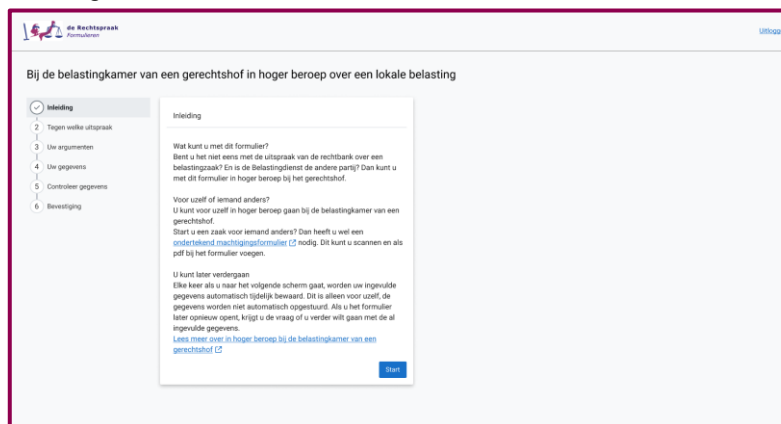 de Rechtspraak
Formulieren
Bij de belastingkamer van een gerechtshof in hoger beroep over een lokale belasting
Inleiding
2 Tegen welke uitspraak
3 Uw argumenten
4 Uw gegevens
5 Controleer gegevens
6 Bevestiging
Inleiding
Wat kunt u met dit formulier?
Bent u het niet eens met de uitspraak van de rechtbank over een
belastingzaak? En is de Belastingdienst de andere partij? Dan kunt u
met dit formulier in hoger beroep bij het gerechtshof.
Voor uzelf of iemand anders?
U kunt voor uzelf in hoger beroep gaan bij de belastingkamer van een
gerechtshof.
Start u een zaak voor iemand anders? Dan heeft u wel een
ondertekend machtigingsformulier nodig. Dit kunt u scannen en als
pdf bij het formulier voegen.
U kunt later verdergaan
Elke keer als u naar het volgende scherm gaat, worden uw ingevulde
gegevens automatisch tijdelijk bewaard. Dit is alleen voor uzelf, de
gegevens worden niet automatisch opgestuurd. Als u het formulier
later opnieuw opent, krijgt u de vraag of u verder wilt gaan met de al
ingevulde gegevens.
Lees meer over in hoger beroep bij de belastingkamer van een
gerechtshof
Start